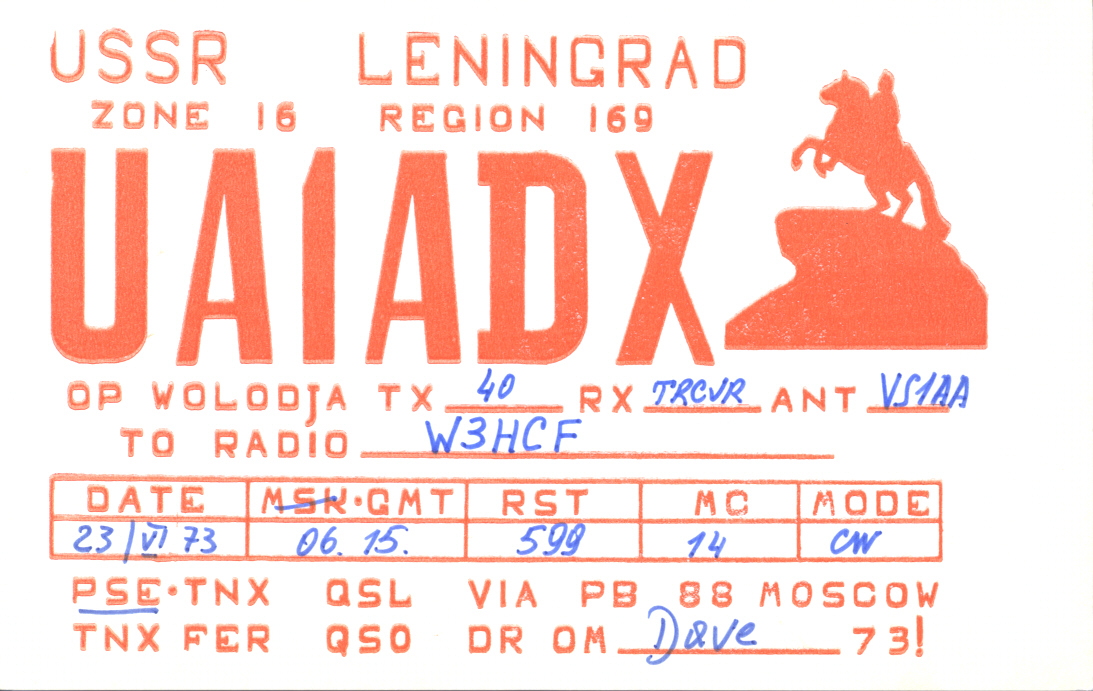 USSR LENINGRAD
ZONE 16 REGION 169
UA1ADX
OP WOLODJA TX 40 RX TRCVR ANT VS1AA
TO RADIO W3HCF
DATE MSK·GMT RST MC MODE
23/VI 73 06.15. 599 14 CW
PSE·TNX QSL VIA PB 88 MOSCOW
TNX FER QSO DR OM Dave 73!